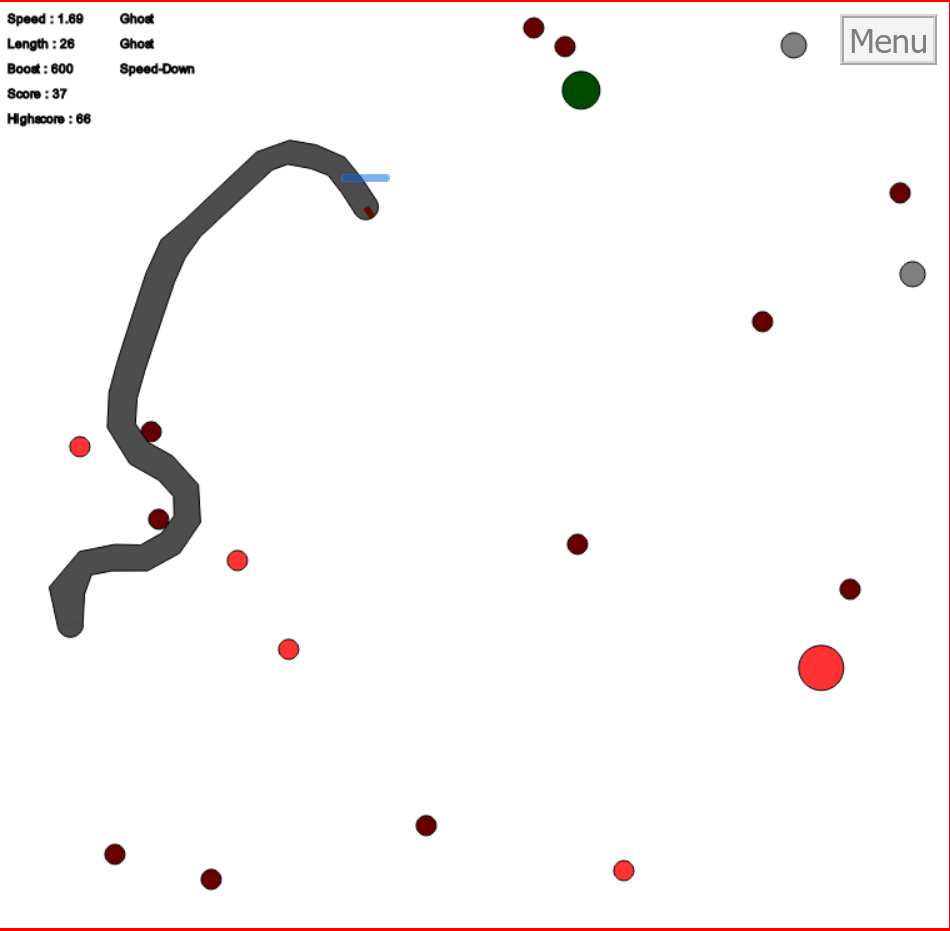 Speed : 1.69 Ghost
Length : 26 Ghost
Boost : 600 Speed-Down
Score : 37
Highscore : 66
Menu